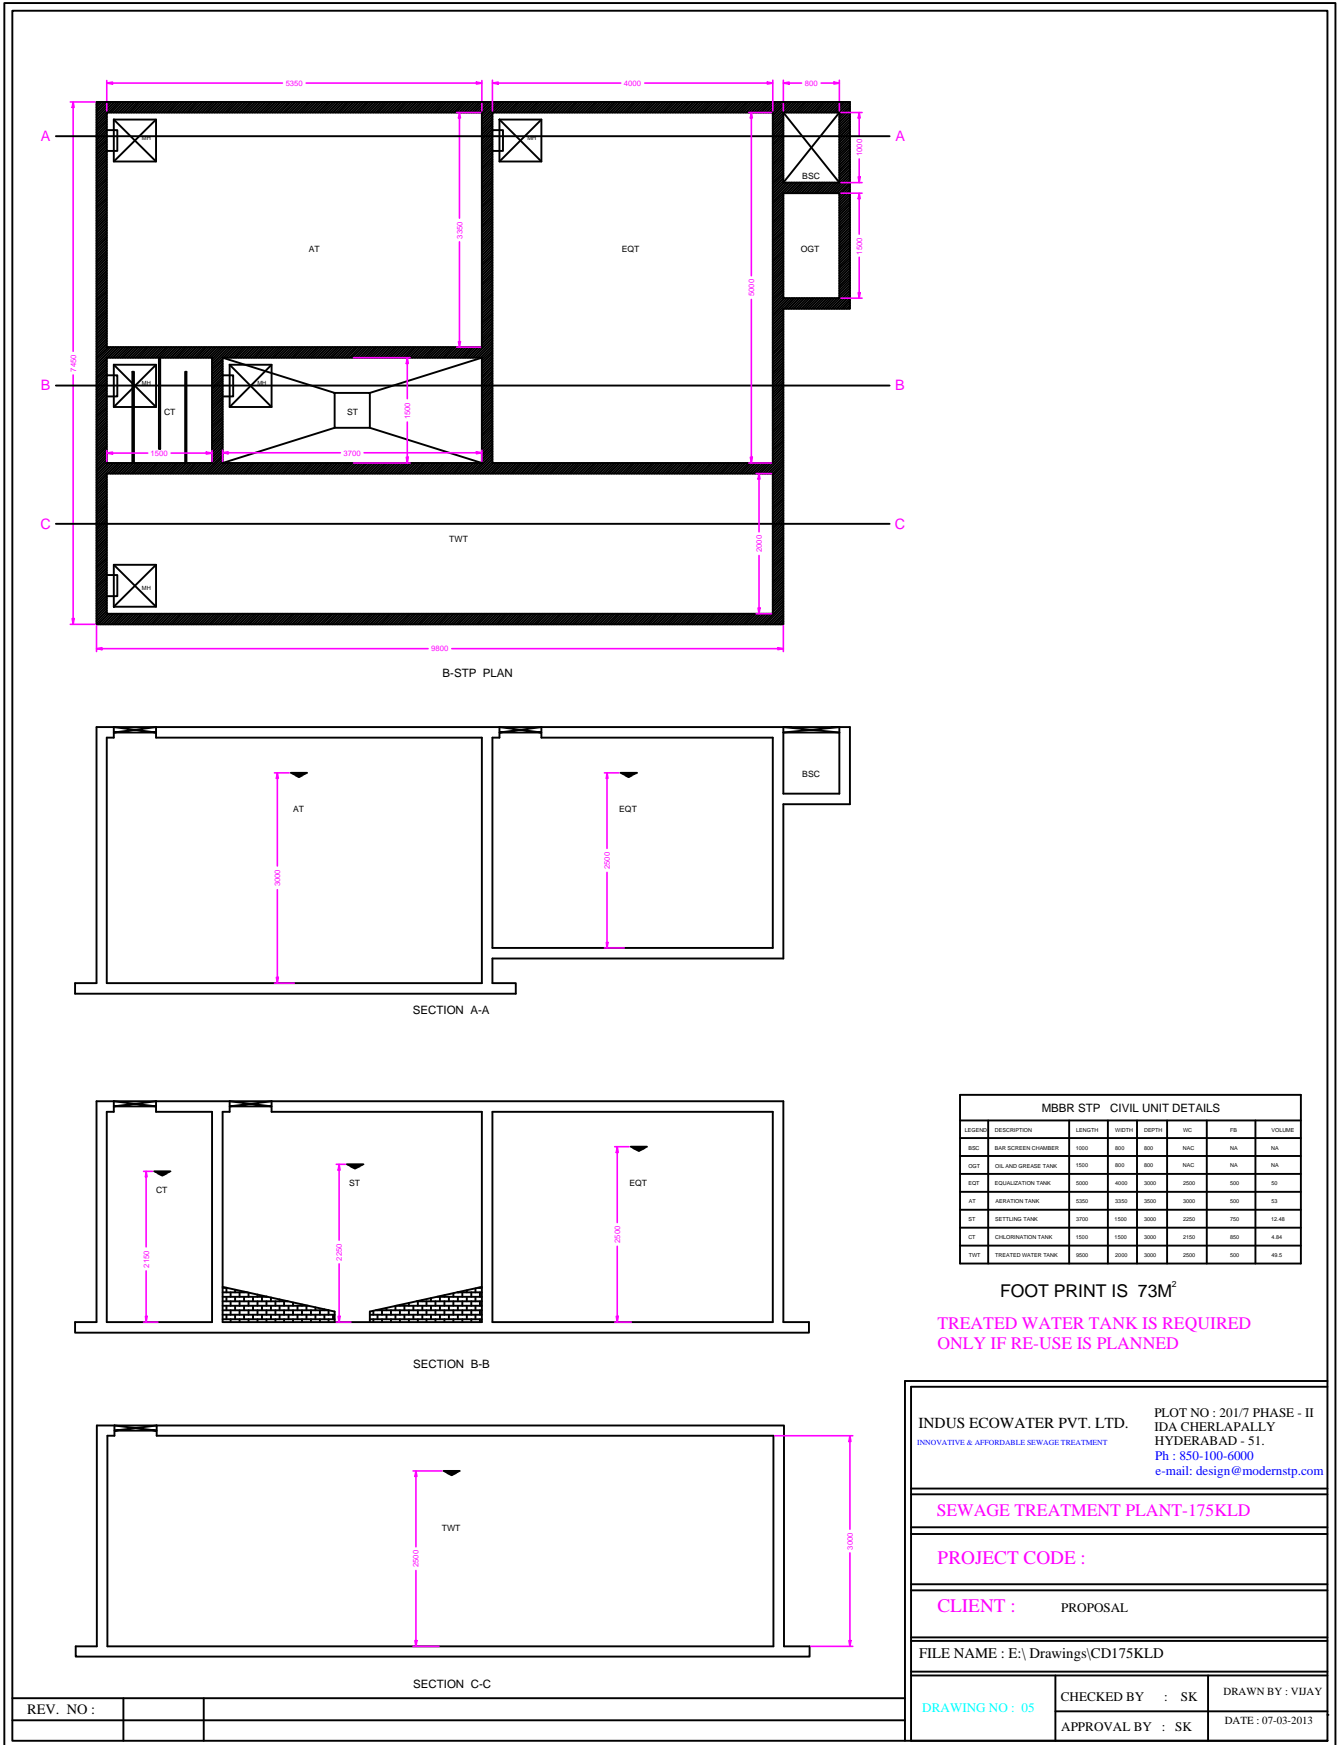 5350
4000
800
A
A
MH
MH
1000
BSC
3350
7450
5000
1500
AT
EQT
OGT
B
B
MH
MH
CT
ST
1500
1500
3700
C
C
TWT
2000
MH
9800
B-STP PLAN
BSC
AT
EQT
3000
2500
SECTION A-A
CT
ST
EQT
2150
2250
2500
SECTION B-B
TWT
2500
3000
SECTION C-C
MBBR STP CIVIL UNIT DETAILS
LEGEND DESCRIPTION LENGTH WIDTH DEPTH WC FB VOLUME
BSC BAR SCREEN CHAMBER 1000 800 800 NAC NA NA
OGT OIL AND GREASE TANK 1500 800 800 NAC NA NA
EQT EQUALIZATION TANK 5000 4000 3000 2500 500 50
AT AERATION TANK 5350 3350 3500 3000 500 53
ST SETTLING TANK 3700 1500 3000 2250 750 12.48
CT CHLORINATION TANK 1500 1500 3000 2150 850 4.84
TWT TREATED WATER TANK 9500 2000 3000 2500 500 49.5
FOOT PRINT IS 73M²
TREATED WATER TANK IS REQUIRED
ONLY IF RE-USE IS PLANNED
INDUS ECOWATER PVT. LTD.
INNOVATIVE & AFFORDABLE SEWAGE TREATMENT
PLOT NO : 201/7 PHASE - II
IDA CHERLAPALLY
HYDERABAD - 51.
Ph : 850-100-6000
e-mail: design@modernstp.com
SEWAGE TREATMENT PLANT-175KLD
PROJECT CODE :
CLIENT : PROPOSAL
FILE NAME : E:\ Drawings\CD175KLD
DRAWING NO : 05
CHECKED BY : SK
DRAWN BY : VIJAY
APPROVAL BY : SK
DATE : 07-03-2013
REV. NO :